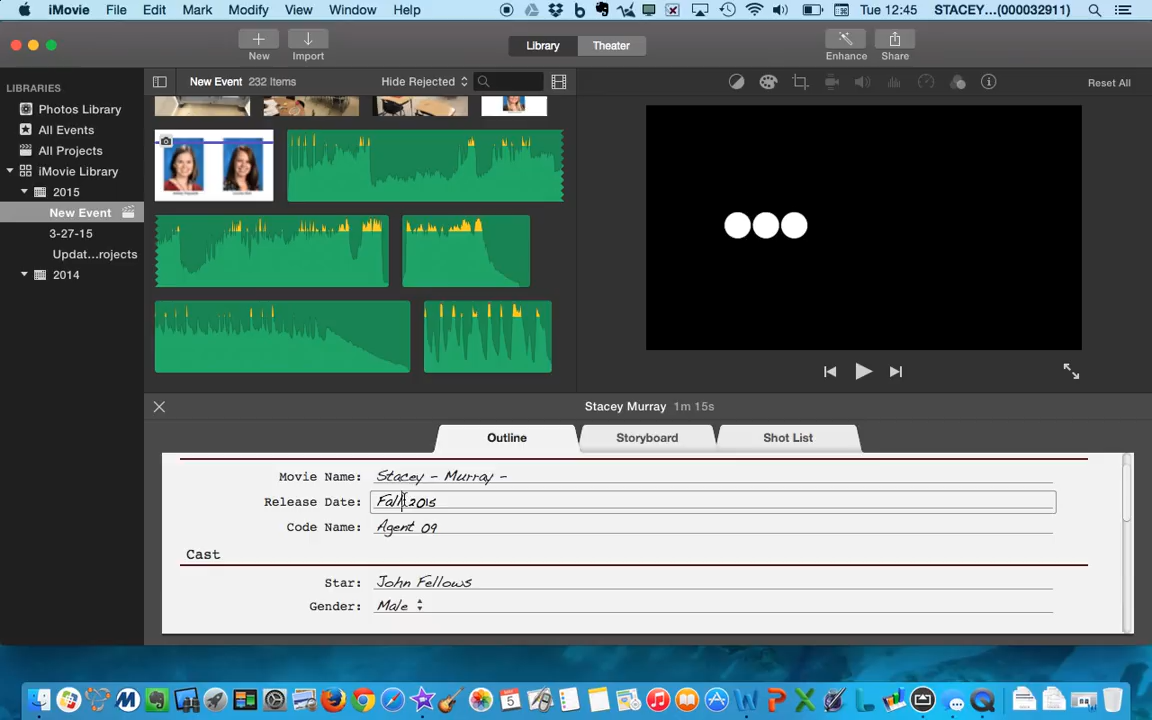 iMovie File Edit Mark Modify View Window Help Tue 12:45 STACEY...(000032911)
New Import Library Theater Enhance Share
LIBRARIES New Event 232 Items Hide Rejected Reset All
Photos Library
All Events
All Projects
iMovie Library
2015
New Event
3-27-15
Updat...rojects
2014
Stacey Murray 1m 15s
Outline Storyboard Shot List
Movie Name: Stacey - Murray -
Release Date: Fall 2015
Code Name: Agent 09
Cast
Star: John Fellows
Gender: Male